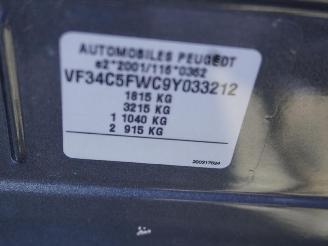 AUTOMOBILES PEUGEOT
e2*2001/116*0362
VF34C5FWC9Y033212
1815 KG
3215 KG
1 1040 KG
2 915 KG